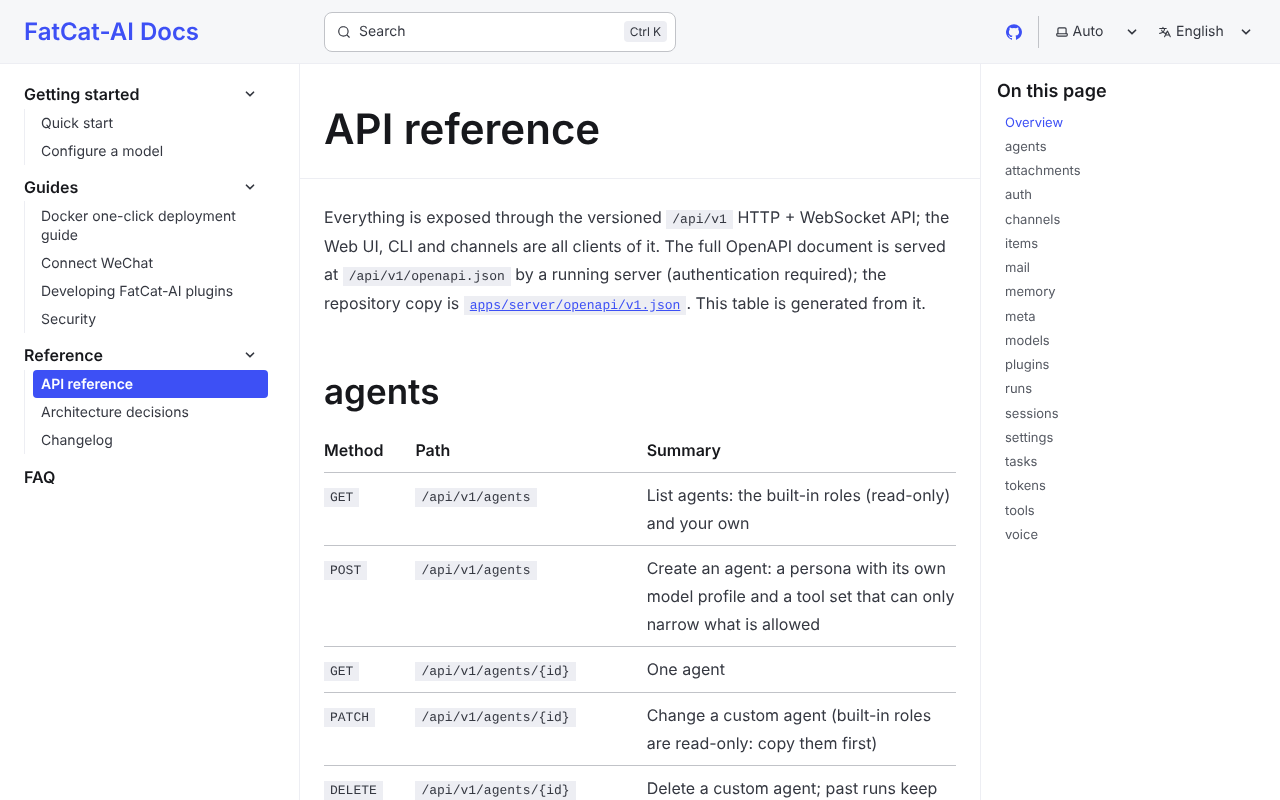 FatCat-AI Docs
Search
Ctrl K
Auto
English
Getting started
Quick start
Configure a model
Guides
Docker one-click deployment
guide
Connect WeChat
Developing FatCat-AI plugins
Security
Reference
API reference
Architecture decisions
Changelog
FAQ
API reference
Everything is exposed through the versioned /api/v1 HTTP + WebSocket API; the
Web UI, CLI and channels are all clients of it. The full OpenAPI document is served
at /api/v1/openapi.json by a running server (authentication required); the
repository copy is apps/server/openapi/v1.json. This table is generated from it.
agents
Method Path Summary
GET /api/v1/agents List agents: the built-in roles (read-only)
and your own
POST /api/v1/agents Create an agent: a persona with its own
model profile and a tool set that can only
narrow what is allowed
GET /api/v1/agents/{id} One agent
PATCH /api/v1/agents/{id} Change a custom agent (built-in roles
are read-only: copy them first)
DELETE /api/v1/agents/{id} Delete a custom agent; past runs keep
On this page
Overview
agents
attachments
auth
channels
items
mail
memory
meta
models
plugins
runs
sessions
settings
tasks
tokens
tools
voice